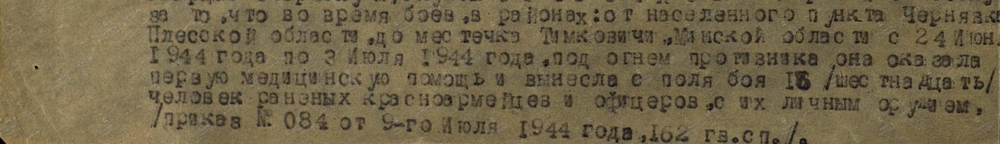 за то,что во время боев,в районах:от населенного пункта Чернявка
Плесской области,до местечка Тимковичи,Минской области с 24 Июн
1944 года по 3 Июля 1944 года,под огнем противника она оказала
первую медицинскую помощь и вынесла с поля боя 16 /шестнадцать/
человек раненых красноармейцев и офицеров,с их личным оружием.
/приказ № 084 от 9-го Июля 1944 года,162 гв.сп./.